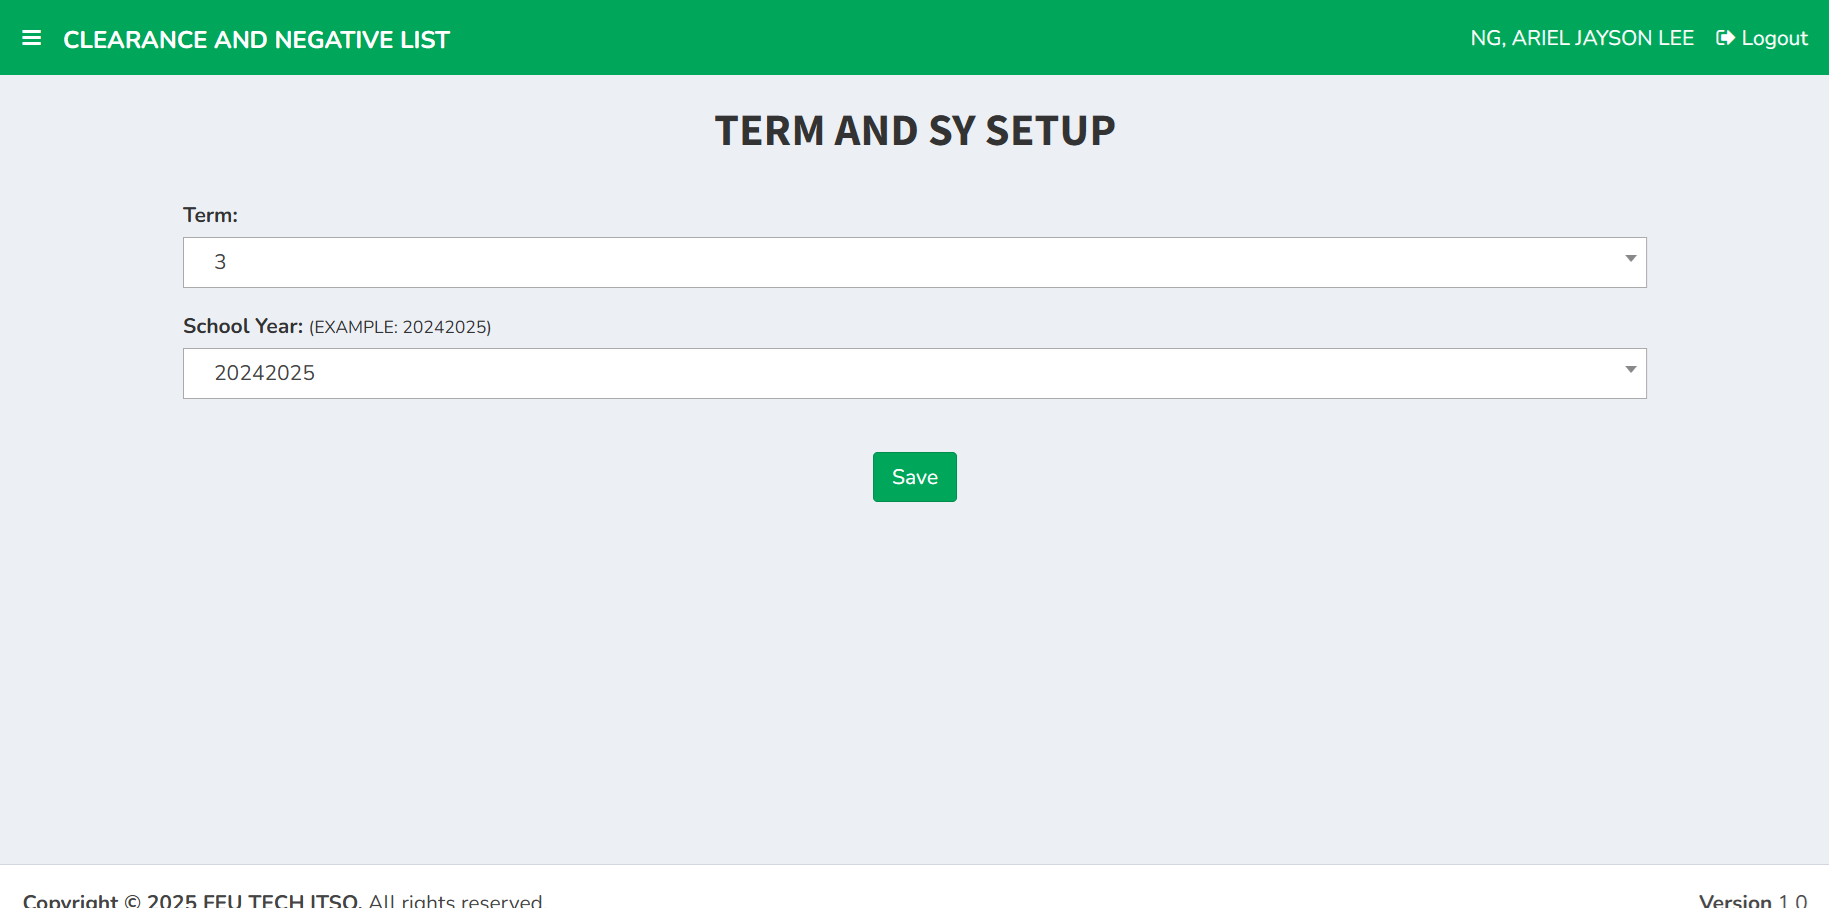 CLEARANCE AND NEGATIVE LIST
NG, ARIEL JAYSON LEE
Logout
TERM AND SY SETUP
Term:
3
School Year: (EXAMPLE: 20242025)
20242025
Save
Copyright © 2025 FEU TECH ITSO. All rights reserved
Version 1.0